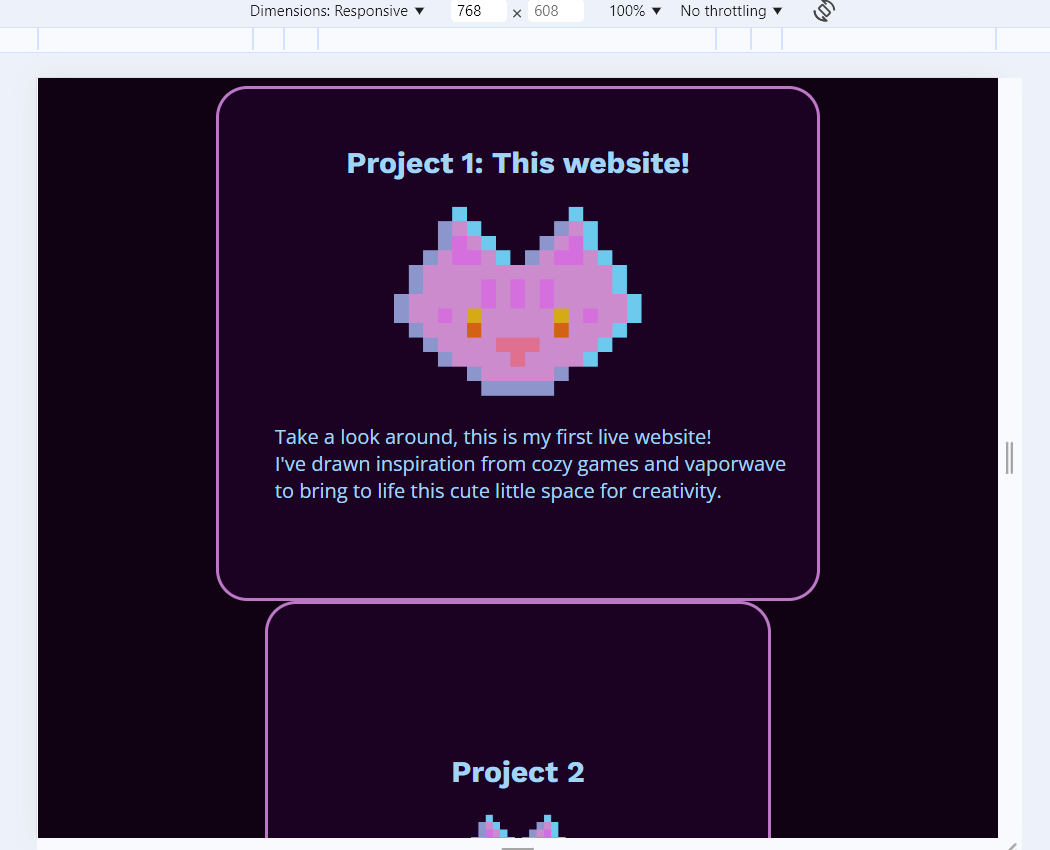 Dimensions: Responsive ▼ 768 × 608 100% ▼ No throttling ▼
Project 1: This website!
Take a look around, this is my first live website!
I've drawn inspiration from cozy games and vaporwave
to bring to life this cute little space for creativity.
Project 2